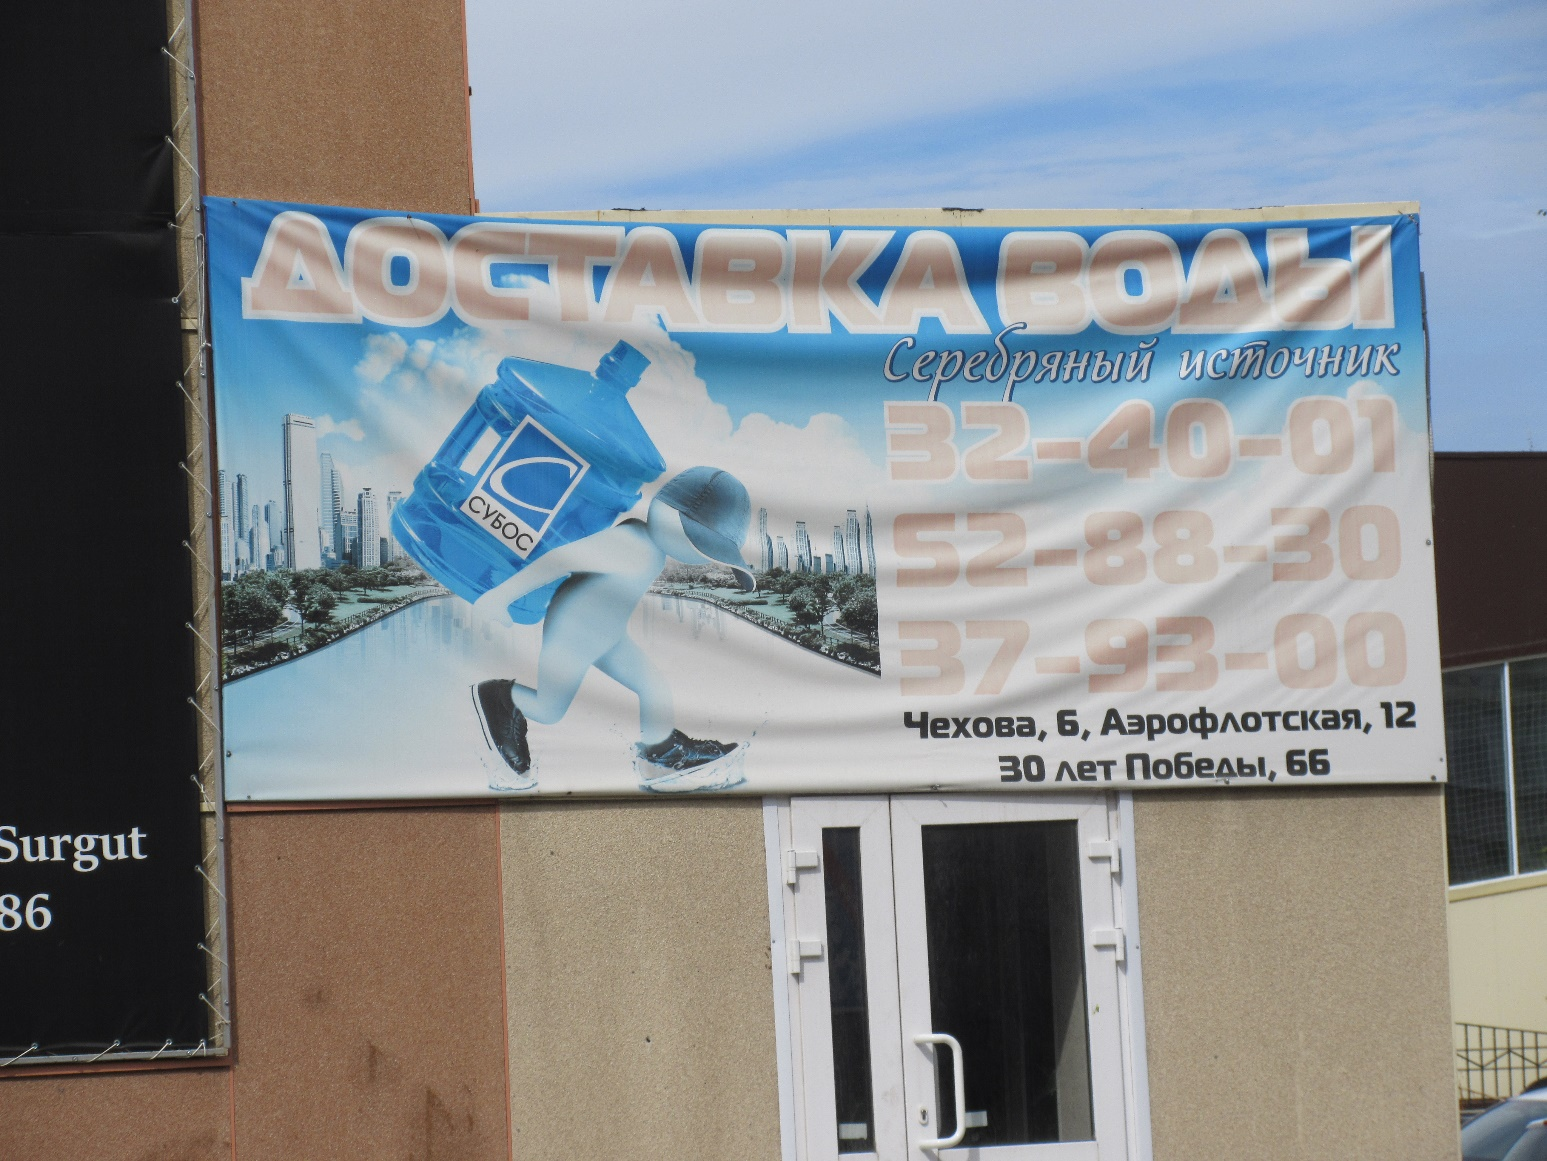 ДОСТАВКА ВОДЫ
Серебряный источник
32-40-01
52-88-30
37-93-00
Чехова, 6, Аэрофлотская, 12
30 лет Победы, 66
С
СУБОС
Surgut
86